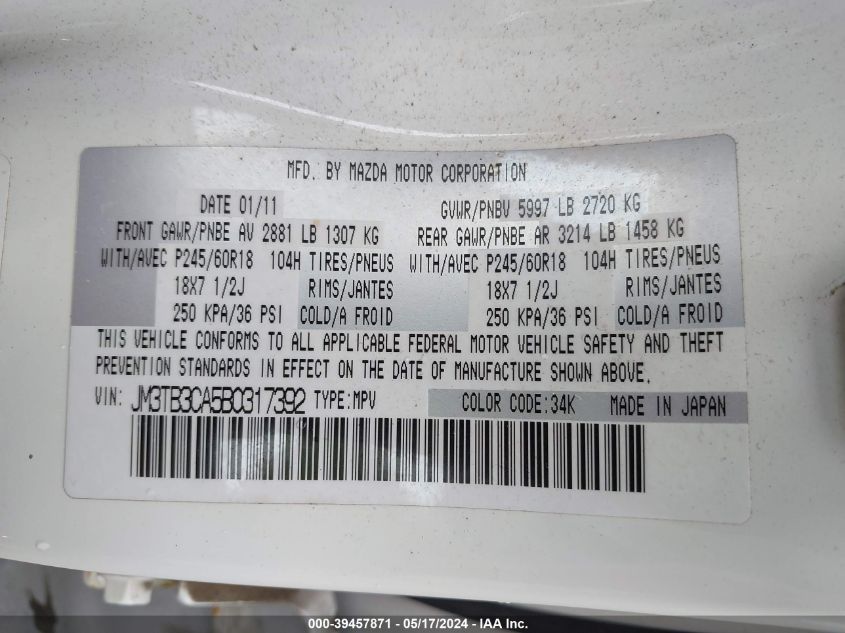 MFD. BY MAZDA MOTOR CORPORATION
DATE 01/11 GVWR/PNBV 5997 LB 2720 KG
FRONT GAWR/PNBE AV 2881 LB 1307 KG REAR GAWR/PNBE AR 3214 LB 1458 KG
WITH/AVEC P245/60R18 104H TIRES/PNEUS WITH/AVEC P245/60R18 104H TIRES/PNEUS
18X7 1/2J RIMS/JANTES 18X7 1/2J RIMS/JANTES
250 KPA/36 PSI COLD/A FROID 250 KPA/36 PSI COLD/A FROID
THIS VEHICLE CONFORMS TO ALL APPLICABLE FEDERAL MOTOR VEHICLE SAFETY AND THEFT
PREVENTION STANDARDS IN EFFECT ON THE DATE OF MANUFACTURE SHOWN ABOVE.
VIN: JM3TB3CA5B0317392 TYPE:MPV COLOR CODE:34K MADE IN JAPAN
000-39457871 - 05/17/2024 - IAA Inc.